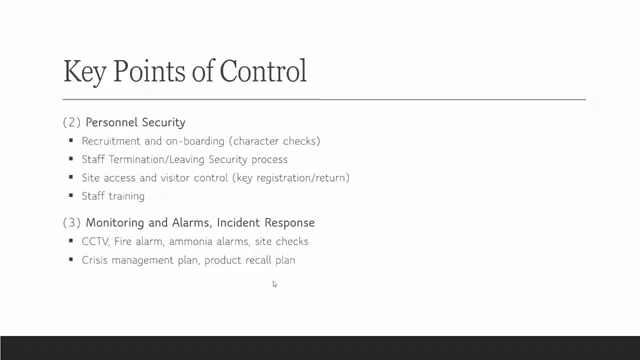 Key Points of Control
(2) Personnel Security
▪ Recruitment and on-boarding (character checks)
▪ Staff Termination/Leaving Security process
▪ Site access and visitor control (key registration/return)
▪ Staff training
(3) Monitoring and Alarms, Incident Response
▪ CCTV, Fire alarm, ammonia alarms, site checks
▪ Crisis management plan, product recall plan